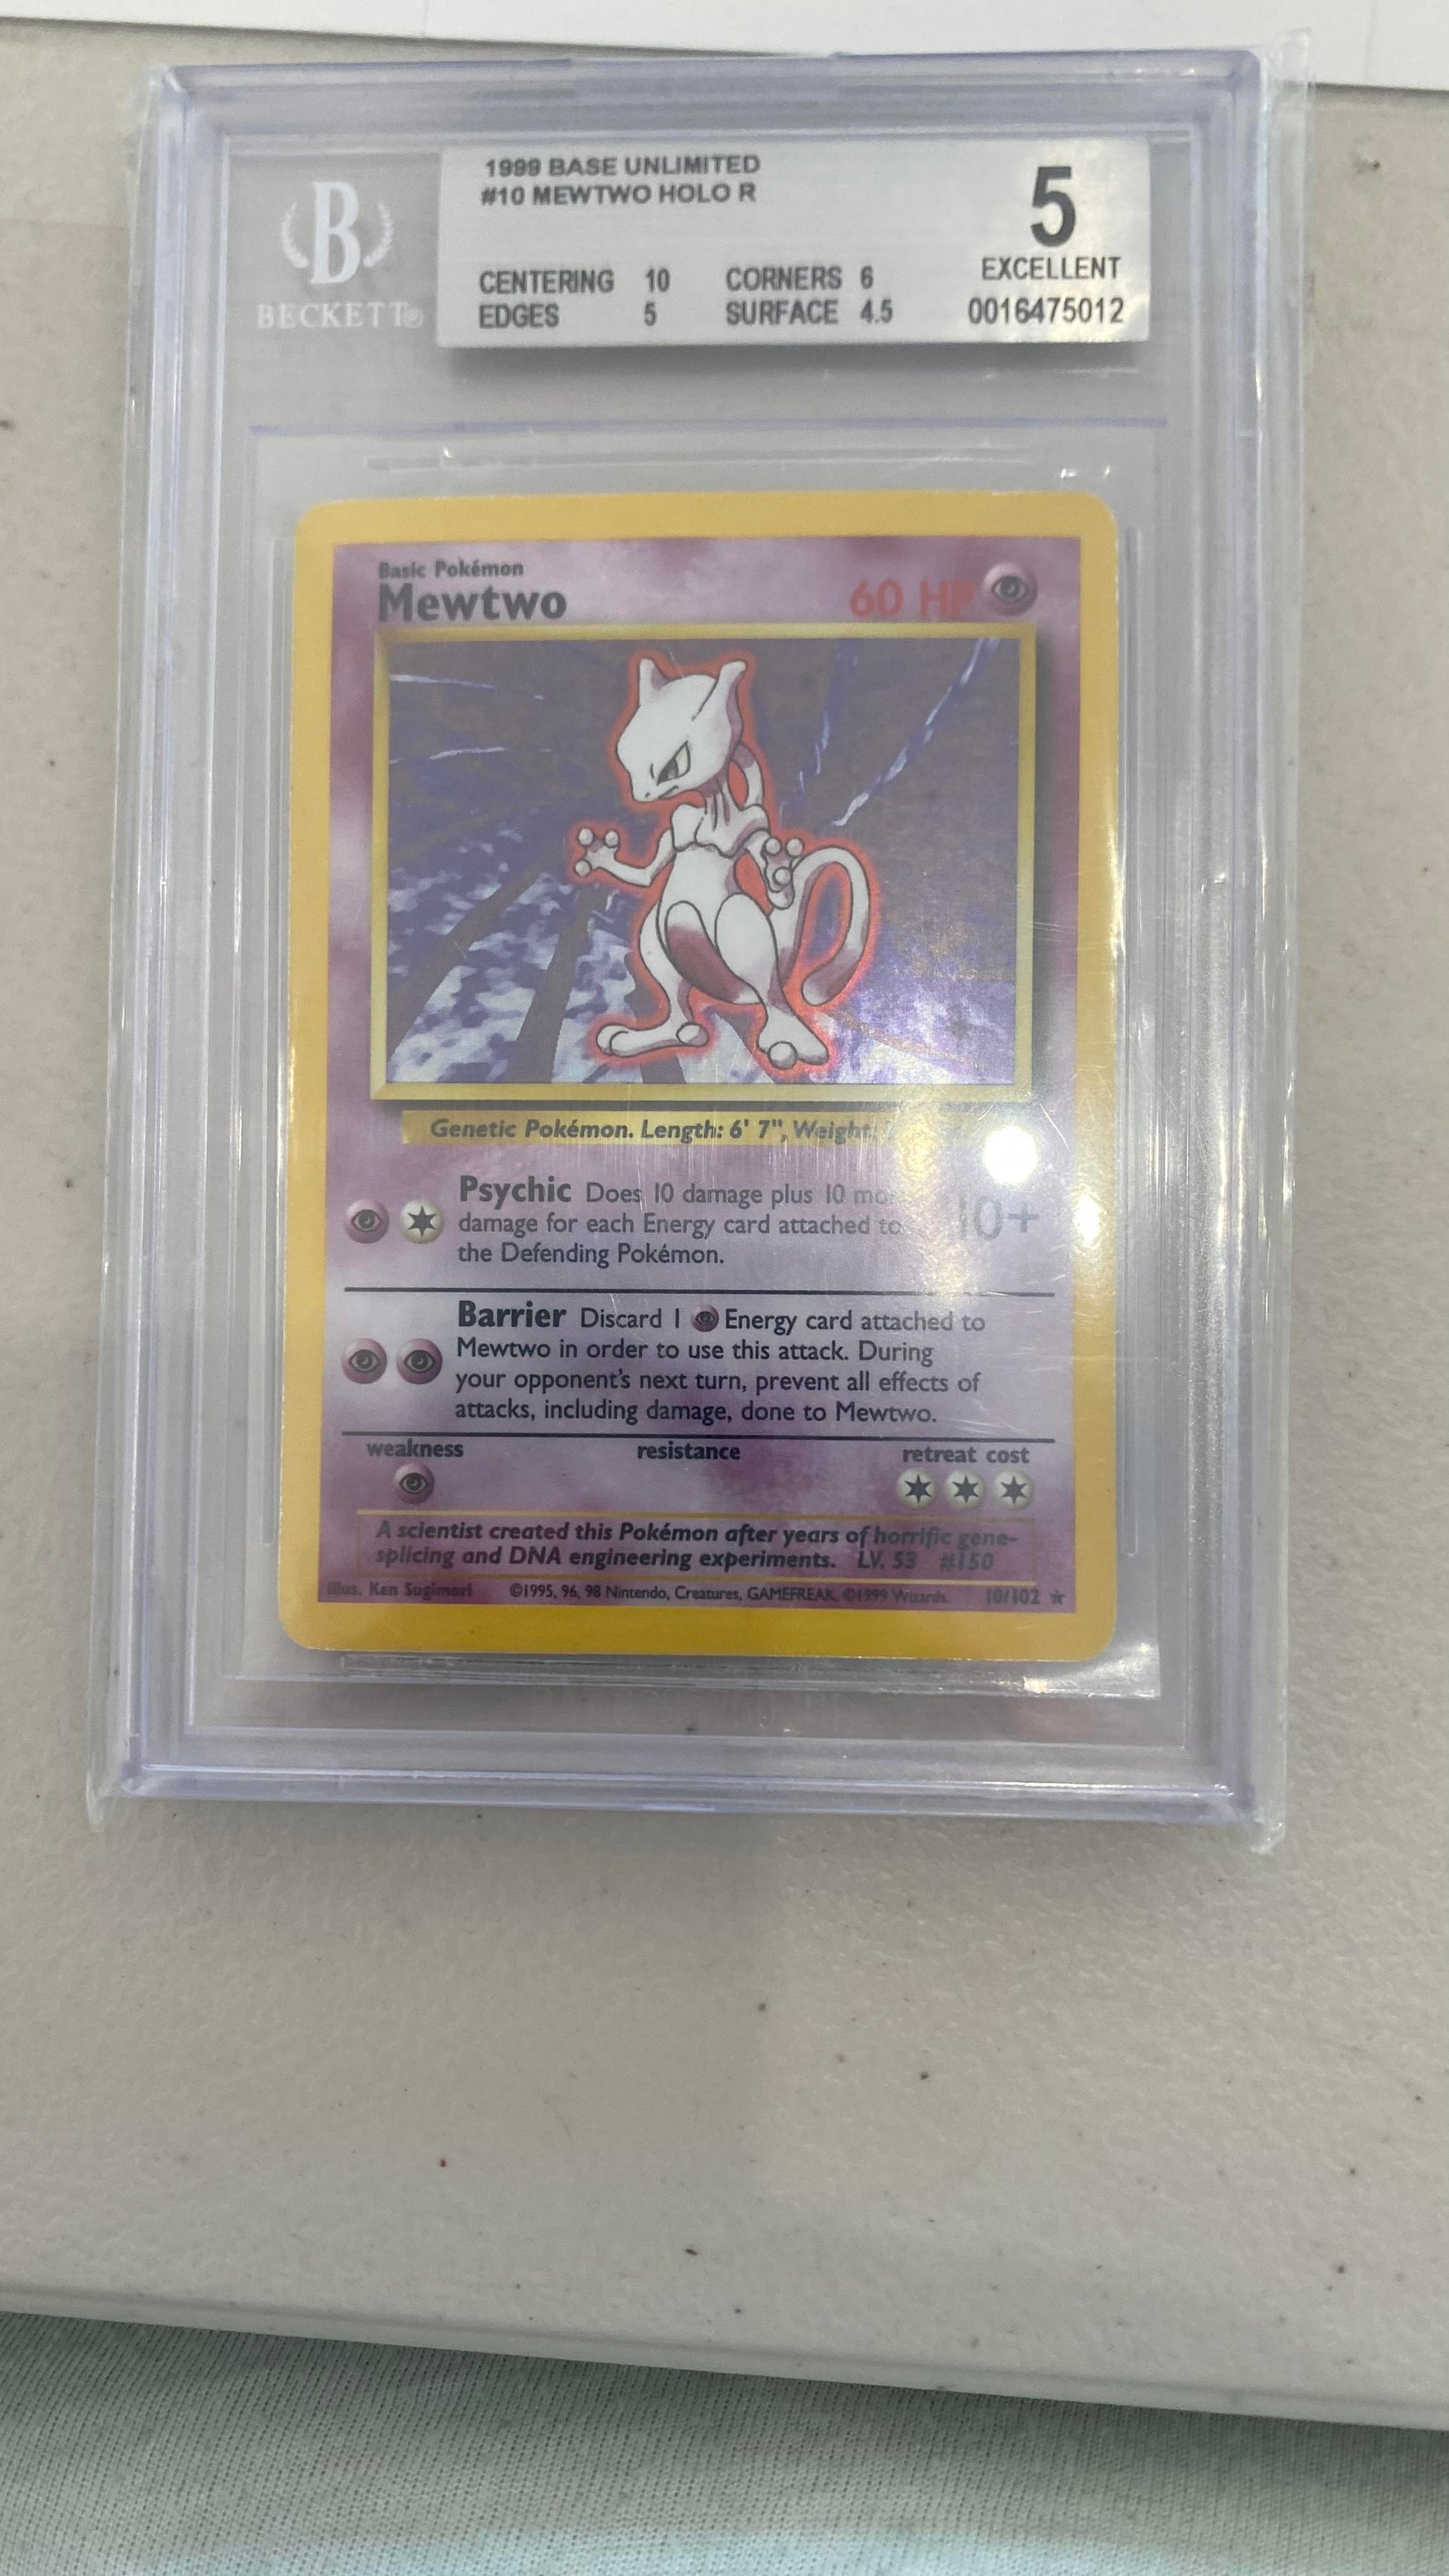 B
BECKETT®
1999 BASE UNLIMITED
#10 MEWTWO HOLO R
CENTERING 10 CORNERS 6
EDGES 5 SURFACE 4.5
5
EXCELLENT
0016475012
Basic Pokémon
Mewtwo 60 HP
Genetic Pokémon. Length: 6' 7", Weight:
Psychic Does 10 damage plus 10
damage for each Energy card attached to
the Defending Pokémon.
10+
Barrier Discard 1 Energy card attached to
Mewtwo in order to use this attack. During
your opponent's next turn, prevent all effects of
attacks, including damage, done to Mewtwo.
weakness resistance retreat cost
A scientist created this Pokémon after years of horrific gene-
splicing and DNA engineering experiments. LV. 53 #150
Illus. Ken Sugimori ©1995, 96, 98 Nintendo, Creatures, GAMEFREAK. ©1999 Wizards. 10/102 ★